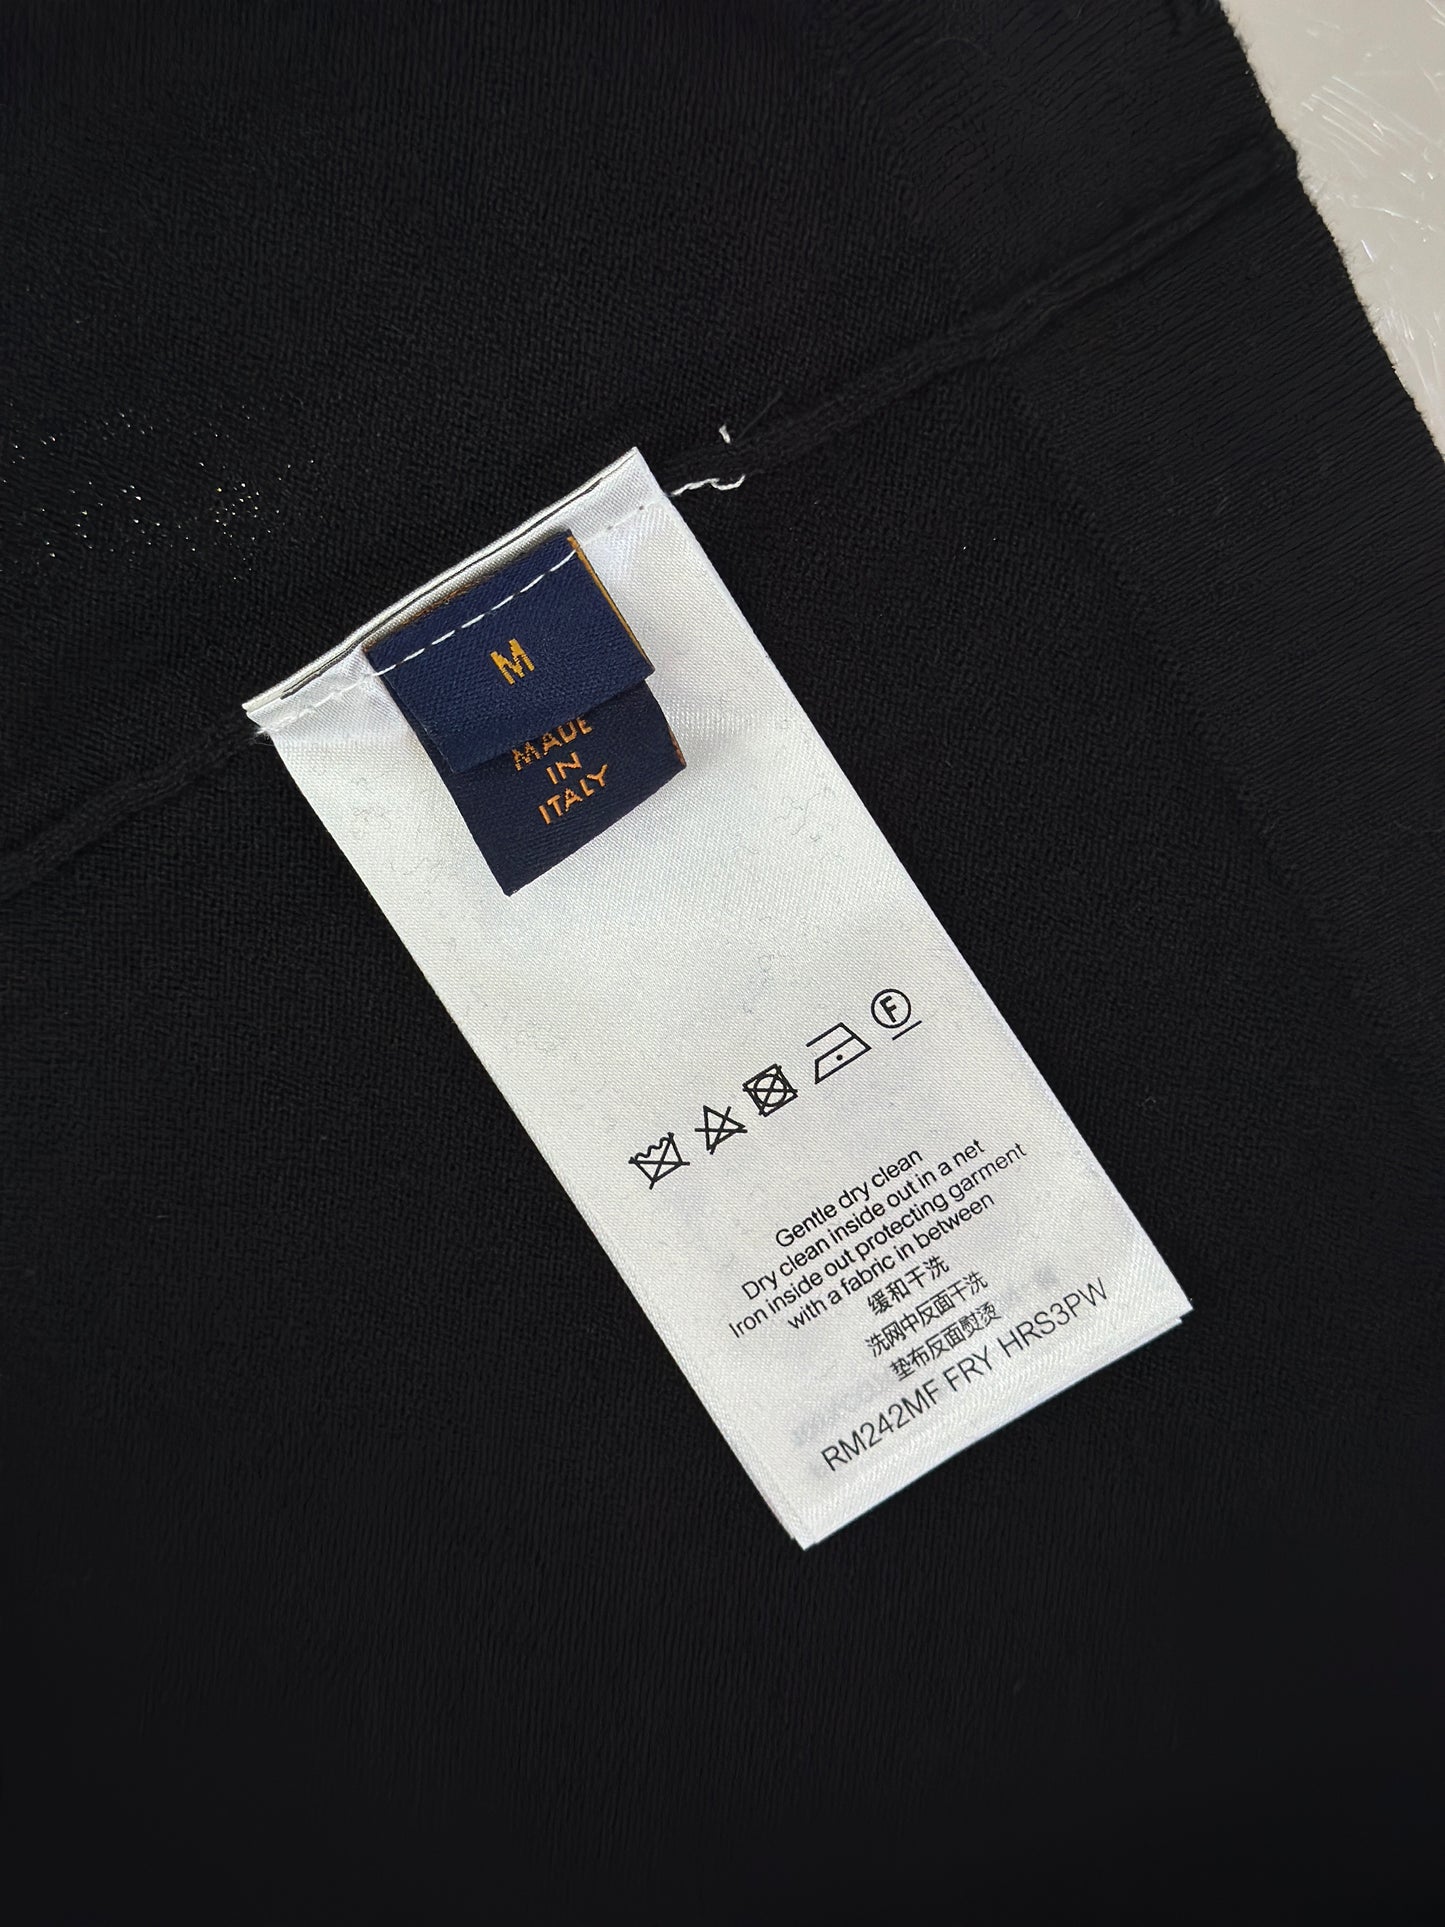 M
MADE
IN
ITALY
F
Gentle dry clean
Dry clean inside out in a net
Iron inside out protecting garment
with a fabric in between
缓和干洗
洗网中反面干洗
垫布反面熨烫
RM242MF FRY HRS3PW